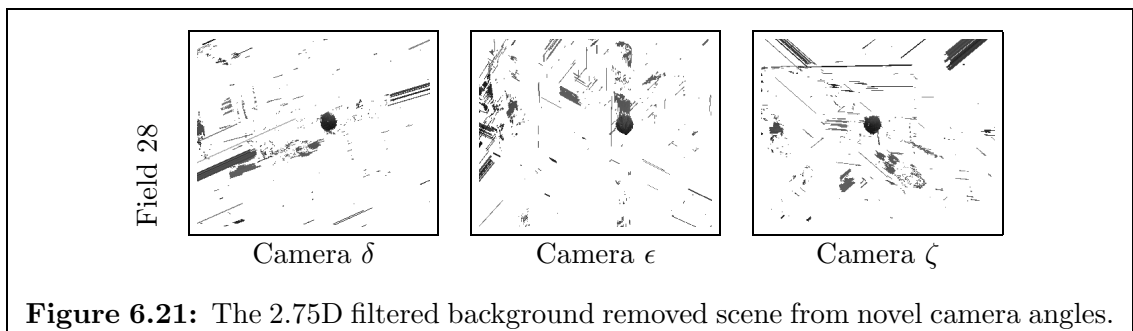 Field 28
Camera δ
Camera ϵ
Camera ζ
Figure 6.21: The 2.75D filtered background removed scene from novel camera angles.